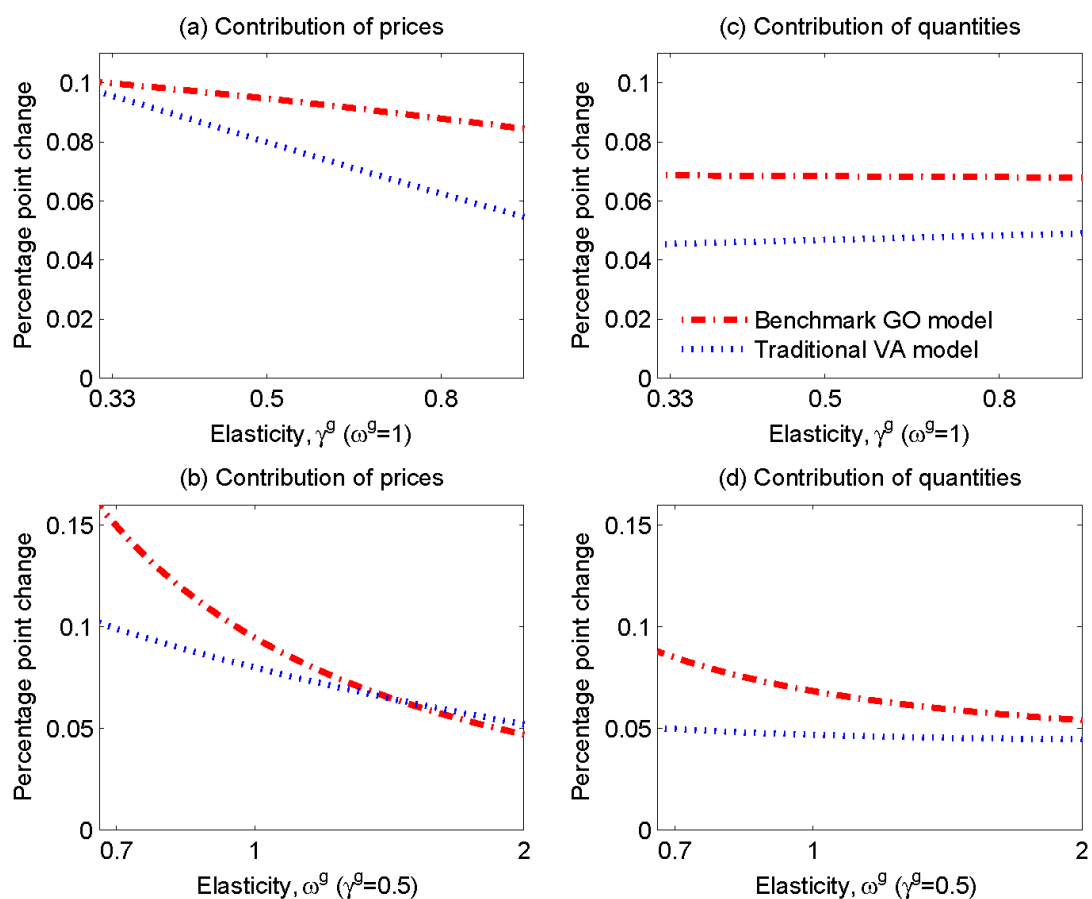 (a) Contribution of prices
Percentage point change
0.1
0.08
0.06
0.04
0.02
0
0.33
0.5
0.8
Elasticity, γ^g (ω^g=1)
(c) Contribution of quantities
Percentage point change
0.1
0.08
0.06
0.04
0.02
0
Benchmark GO model
Traditional VA model
0.33
0.5
0.8
Elasticity, γ^g (ω^g=1)
(b) Contribution of prices
Percentage point change
0.15
0.1
0.05
0
0.7
1
2
Elasticity, ω^g (γ^g=0.5)
(d) Contribution of quantities
Percentage point change
0.15
0.1
0.05
0
0.7
1
2
Elasticity, ω^g (γ^g=0.5)